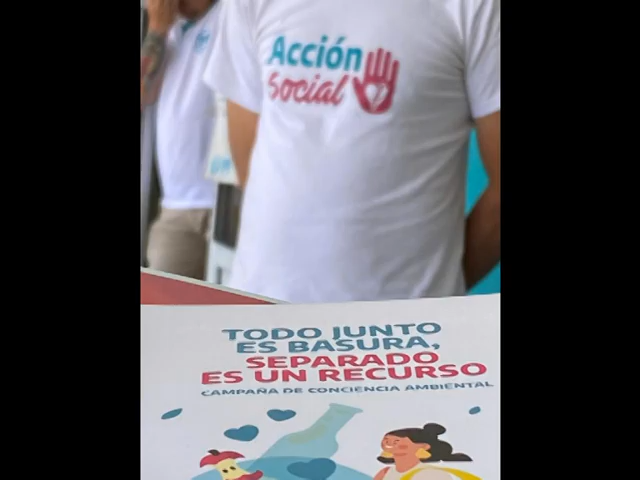 Acción
Social
TODO JUNTO
ES BASURA,
SEPARADO
ES UN RECURSO
CAMPAÑA DE CONCIENCIA AMBIENTAL